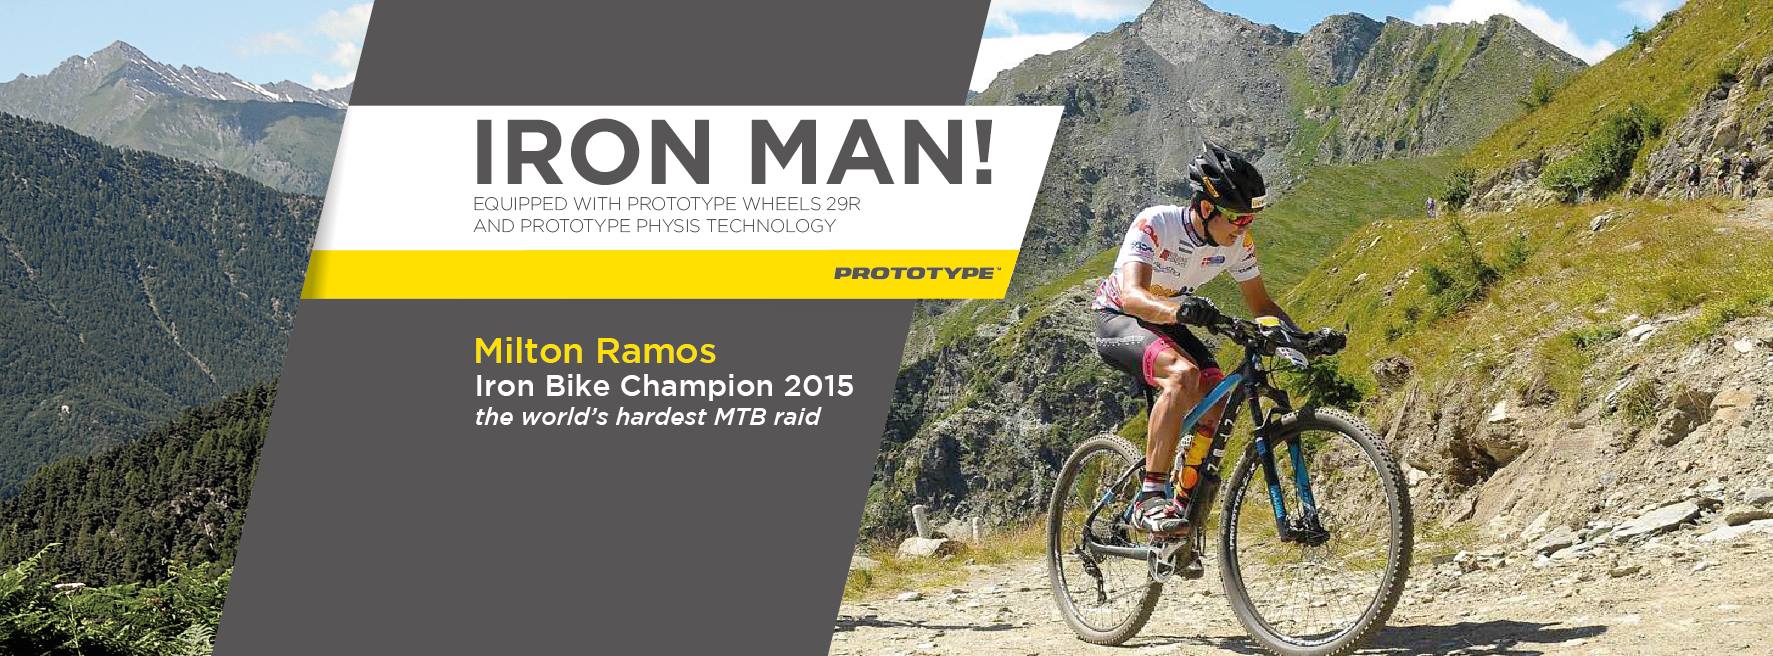 IRON MAN!
EQUIPPED WITH PROTOTYPE WHEELS 29R
AND PROTOTYPE PHYSIS TECHNOLOGY
PROTOTYPE™
Milton Ramos
Iron Bike Champion 2015
the world's hardest MTB raid